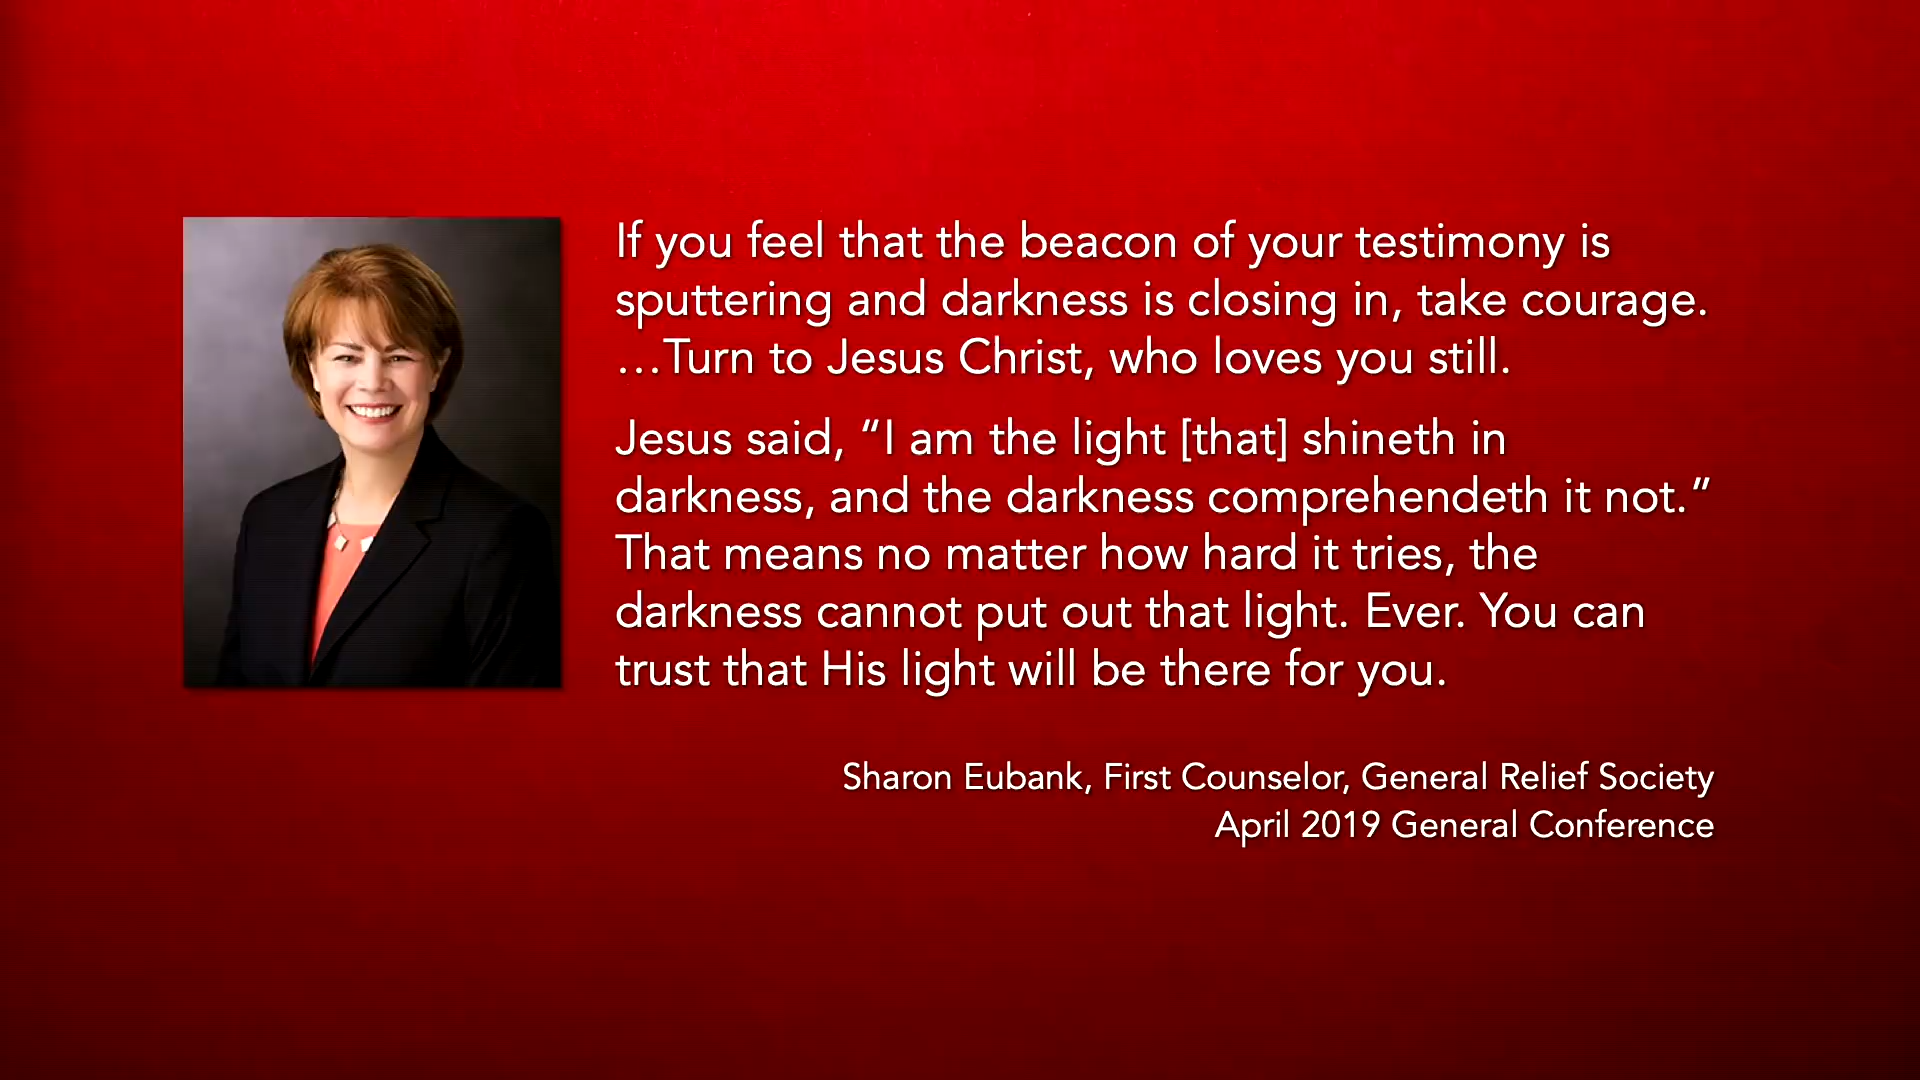 If you feel that the beacon of your testimony is
sputtering and darkness is closing in, take courage.
…Turn to Jesus Christ, who loves you still.
Jesus said, “I am the light [that] shineth in
darkness, and the darkness comprehendeth it not.”
That means no matter how hard it tries, the
darkness cannot put out that light. Ever. You can
trust that His light will be there for you.
Sharon Eubank, First Counselor, General Relief Society
April 2019 General Conference